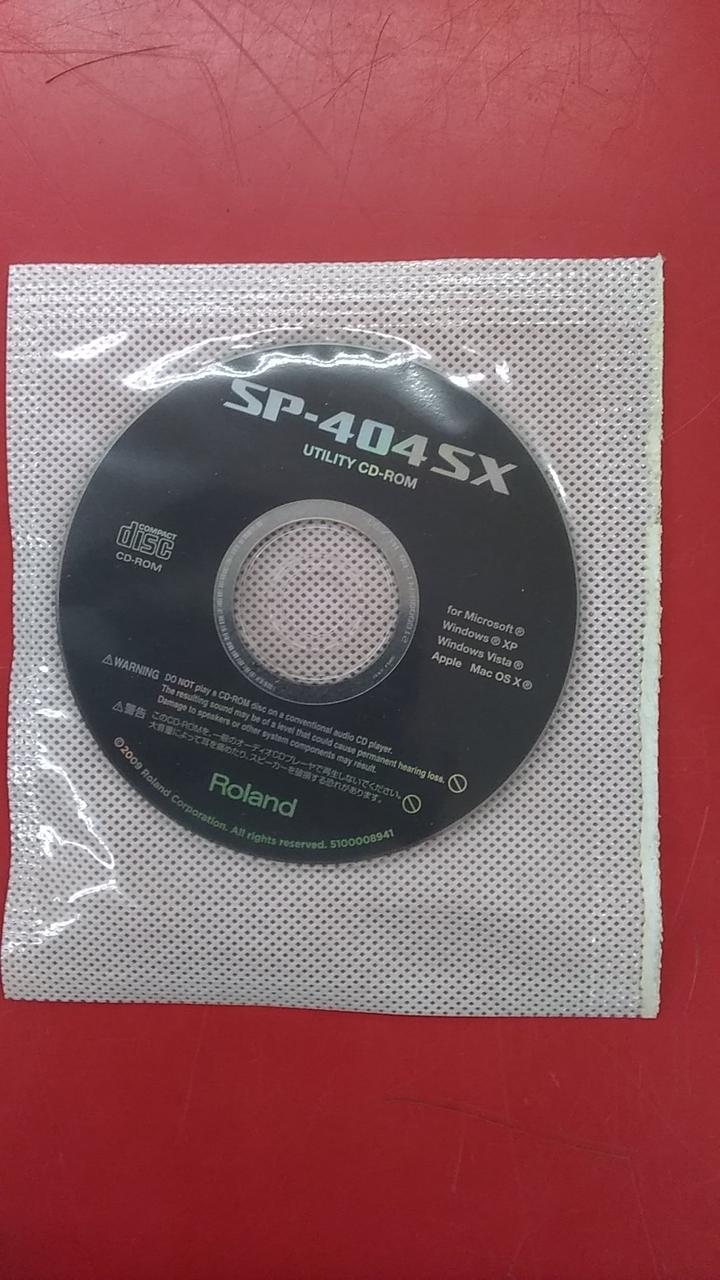 SP-404SX
UTILITY CD-ROM
COMPACT
disc
CD-ROM
for Microsoft®
Windows® XP
Windows Vista®
Apple Mac OS X®
⚠WARNING DO NOT play a CD-ROM disc on a conventional audio CD player.
The resulting sound may be of a level that could cause permanent hearing loss.
Damage to speakers or other system components may result.
⚠警告 このCD-ROMを、一般のオーディオCDプレーヤで再生しないでください。
大音量によって耳を痛めたり、スピーカーを破損する恐れがあります。
Roland
©2009 Roland Corporation. All rights reserved. 5100008941